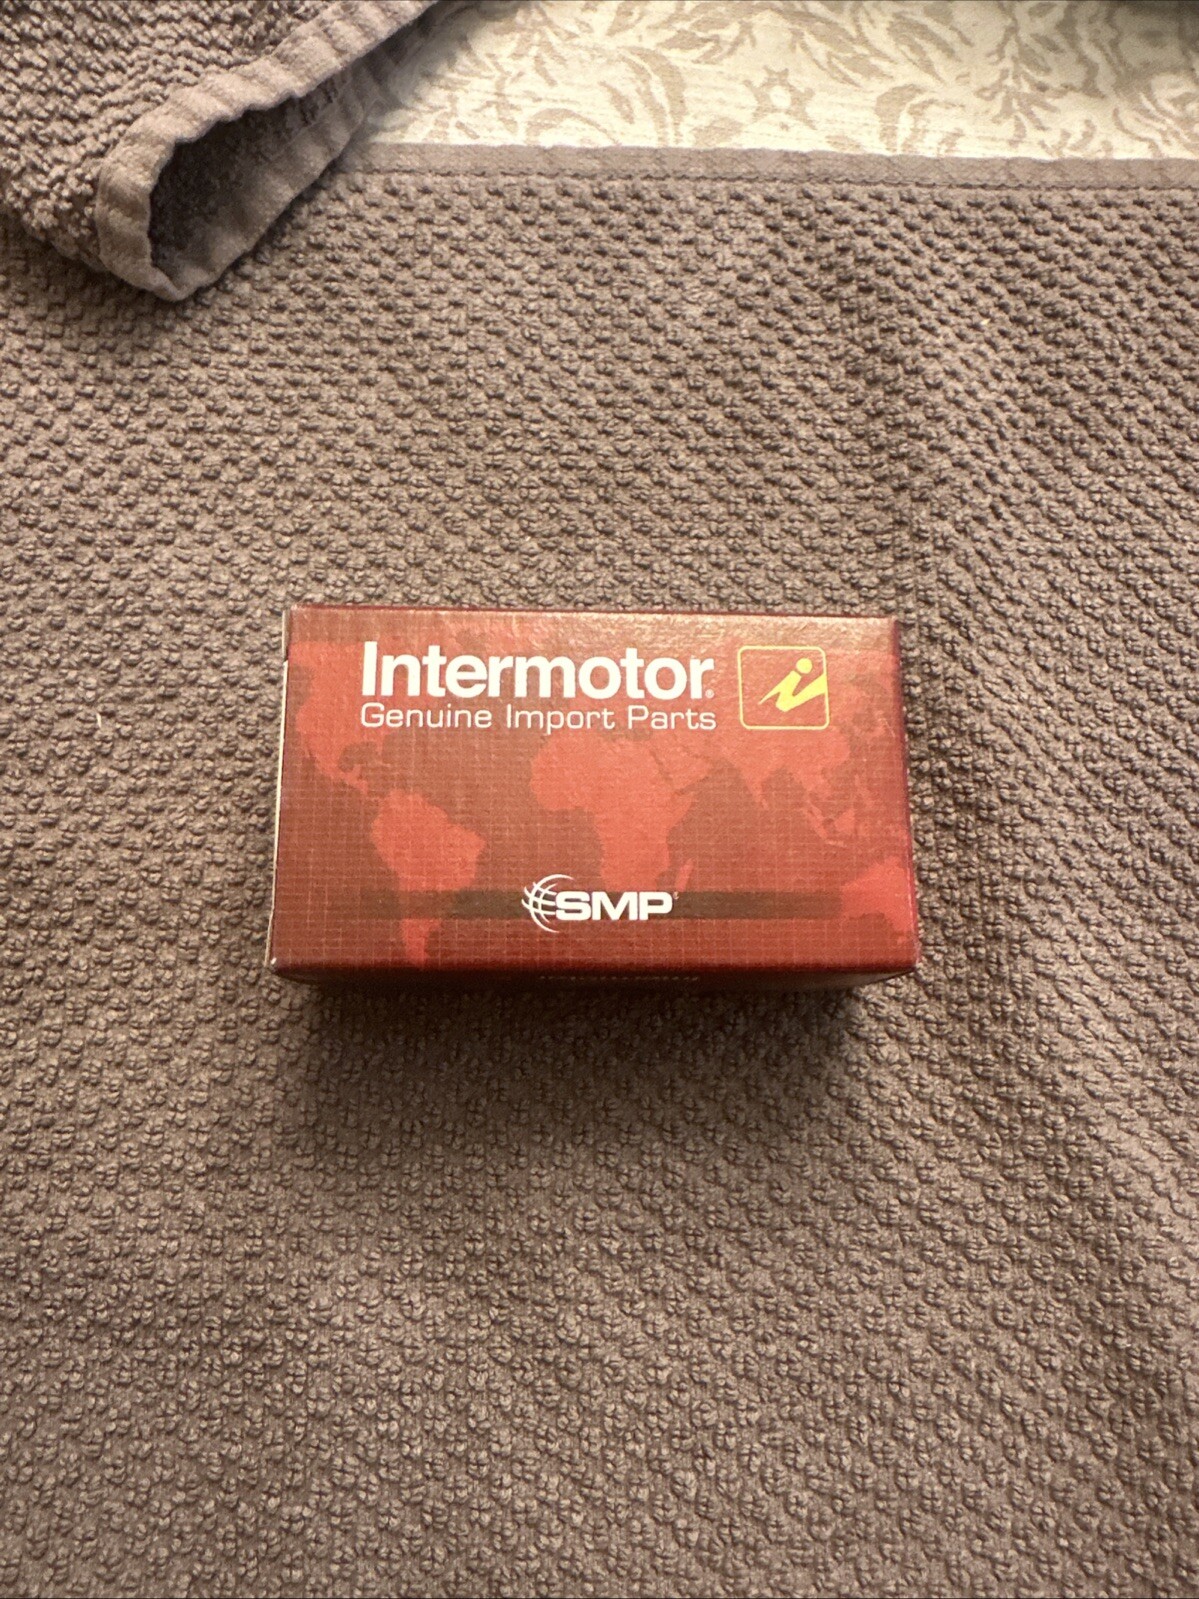 Intermotor®
Genuine Import Parts
SMP®